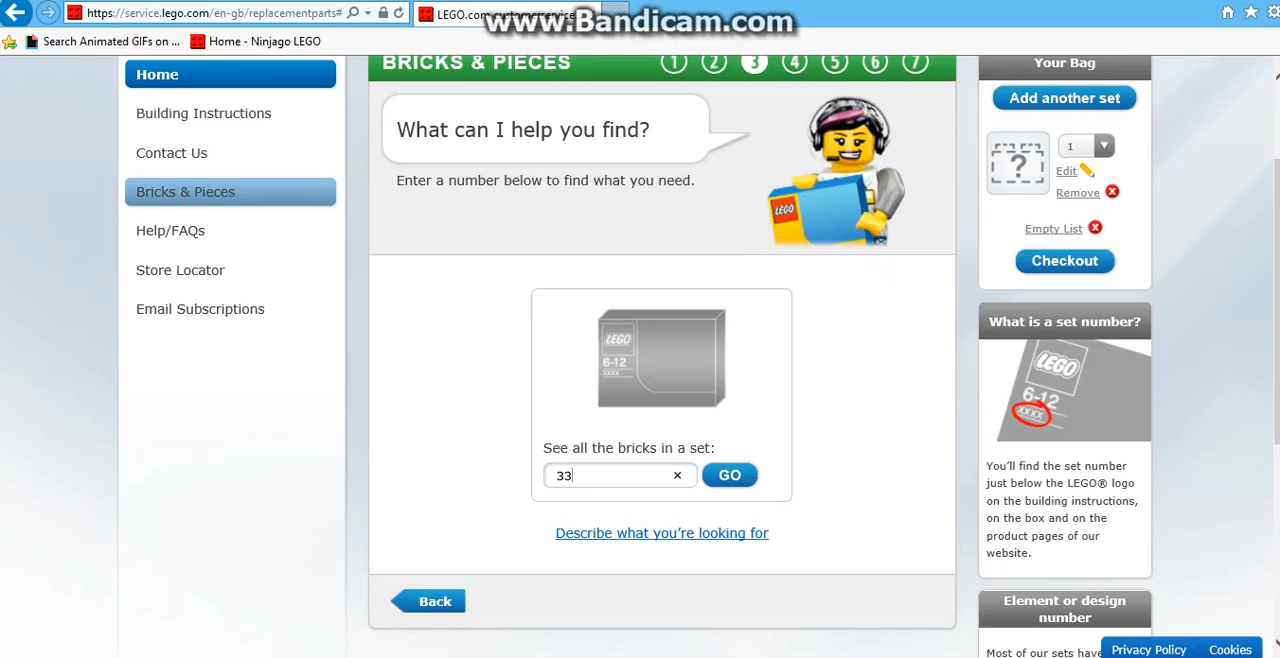 https://service.lego.com/en-gb/replacementparts#
LEGO.com customerservice
www.Bandicam.com
Search Animated GIFs on ...
Home - Ninjago LEGO
Home
Building Instructions
Contact Us
Bricks & Pieces
Help/FAQs
Store Locator
Email Subscriptions
BRICKS & PIECES
1 2 3 4 5 6 7
What can I help you find?
Enter a number below to find what you need.
LEGO
LEGO
6-12
XXXX
See all the bricks in a set:
33
GO
Describe what you're looking for
Back
Your Bag
Add another set
?
1
Edit
Remove
Empty List
Checkout
What is a set number?
LEGO
6-12
XXXX
You'll find the set number
just below the LEGO® logo
on the building instructions,
on the box and on the
product pages of our
website.
Element or design
number
Most of our sets have
Privacy Policy
Cookies